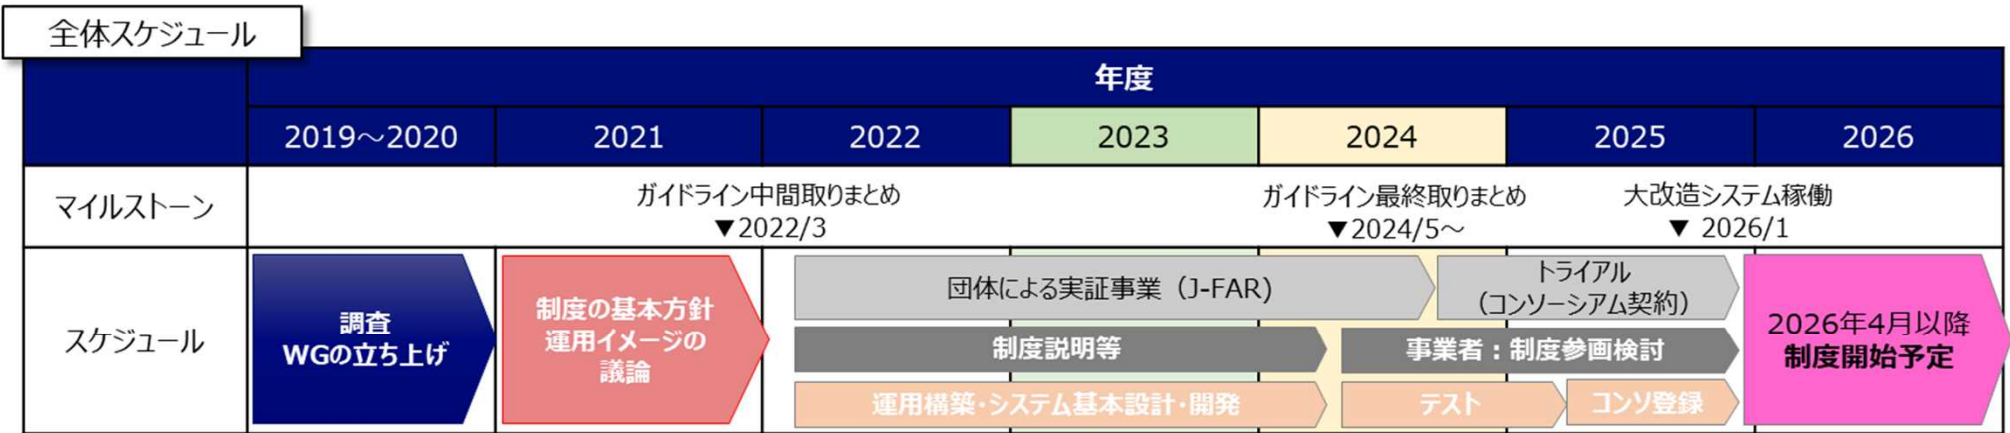 全体スケジュール
年度
2019～2020 2021 2022 2023 2024 2025 2026
マイルストーン
ガイドライン中間取りまとめ
▼2022/3
ガイドライン最終取りまとめ
▼2024/5～
大改造システム稼働
▼ 2026/1
スケジュール
調査
WGの立ち上げ
制度の基本方針
運用イメージの
議論
団体による実証事業（J-FAR)
トライアル
（コンソーシアム契約）
制度説明等
事業者：制度参画検討
運用構築・システム基本設計・開発
テスト
コンソ登録
2026年4月以降
制度開始予定